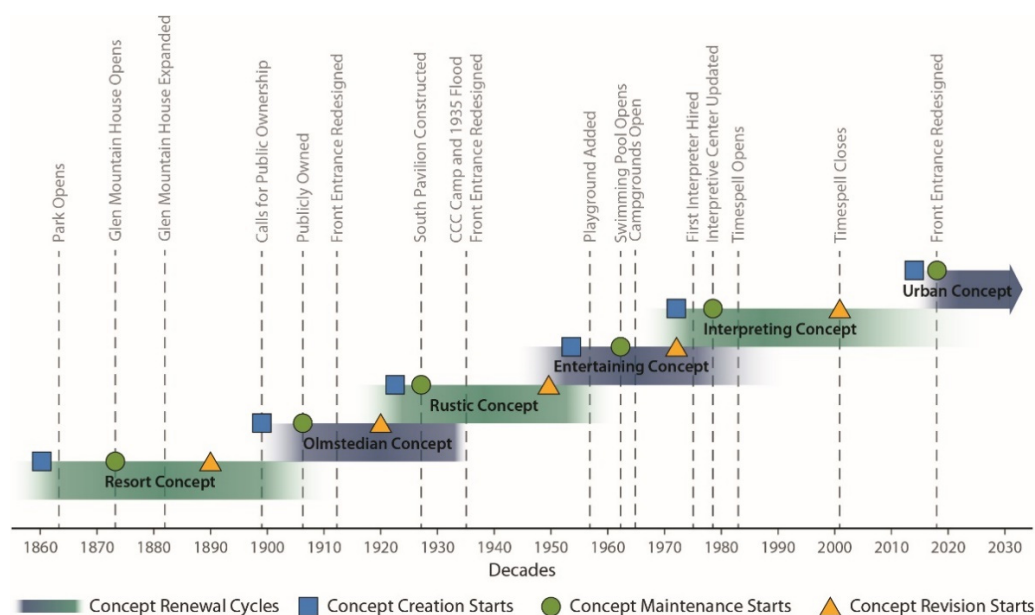 Park Opens
Glen Mountain House Opens
Glen Mountain House Expanded
Calls for Public Ownership
Publicly Owned
Front Entrance Redesigned
South Pavilion Constructed
CCC Camp and 1935 Flood
Front Entrance Redesigned
Playground Added
Swimming Pool Opens
Campgrounds Open
First Interpreter Hired
Interpretive Center Updated
Timespell Opens
Timespell Closes
Front Entrance Redesigned
Urban Concept
Interpreting Concept
Entertaining Concept
Rustic Concept
Olmstedian Concept
Resort Concept
1860 1870 1880 1890 1900 1910 1920 1930 1940 1950 1960 1970 1980 1990 2000 2010 2020 2030
Decades
Concept Renewal Cycles Concept Creation Starts Concept Maintenance Starts Concept Revision Starts